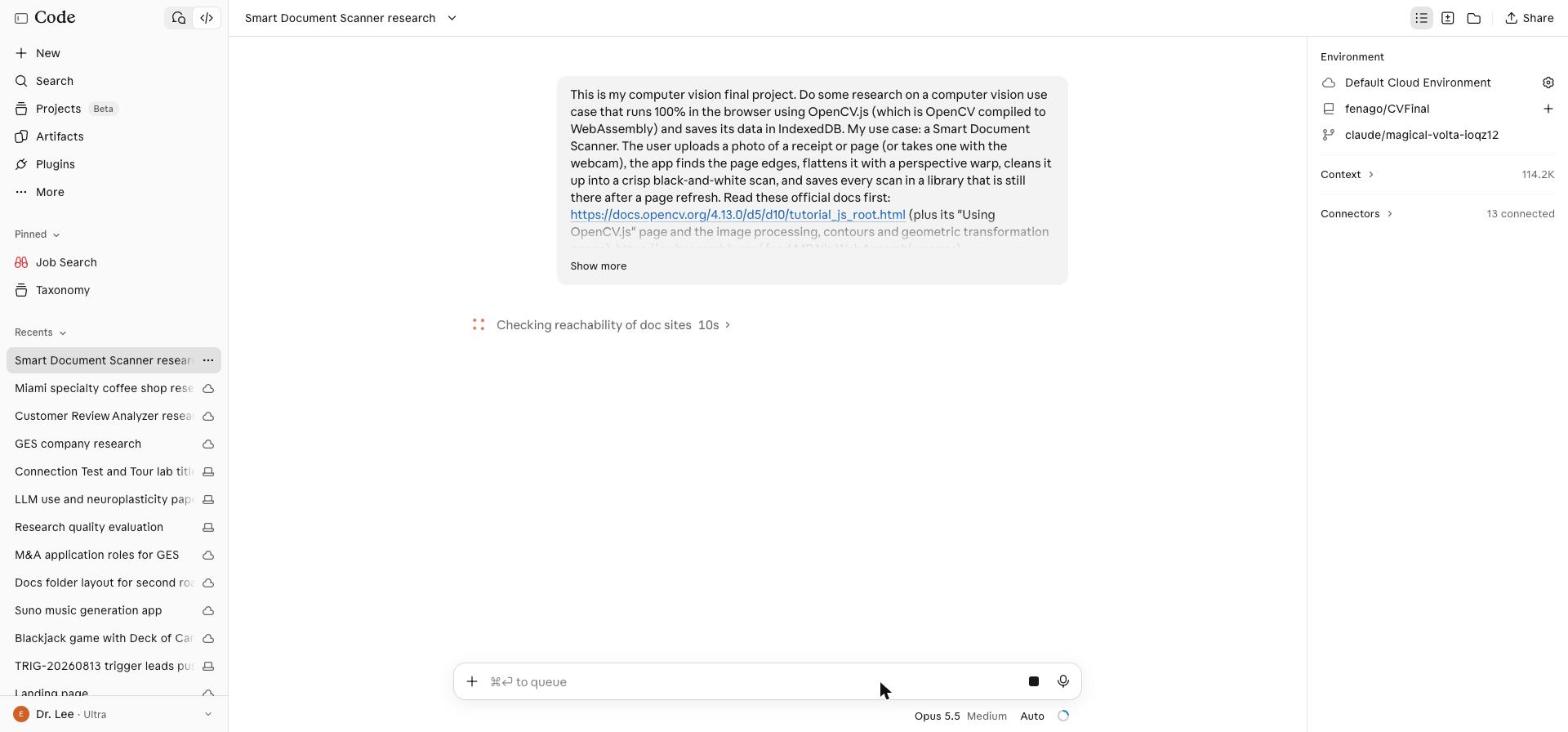 Code
Smart Document Scanner research
Share
New
Search
Projects Beta
Artifacts
Plugins
More
Pinned
Job Search
Taxonomy
Recents
Smart Document Scanner resear
Miami specialty coffee shop rese
Customer Review Analyzer resea
GES company research
Connection Test and Tour lab titl
LLM use and neuroplasticity pap
Research quality evaluation
M&A application roles for GES
Docs folder layout for second ro
Suno music generation app
Blackjack game with Deck of Car
TRIG-20260813 trigger leads pu
Landing page
E Dr. Lee · Ultra
This is my computer vision final project. Do some research on a computer vision use
case that runs 100% in the browser using OpenCV.js (which is OpenCV compiled to
WebAssembly) and saves its data in IndexedDB. My use case: a Smart Document
Scanner. The user uploads a photo of a receipt or page (or takes one with the
webcam), the app finds the page edges, flattens it with a perspective warp, cleans it
up into a crisp black-and-white scan, and saves every scan in a library that is still
there after a page refresh. Read these official docs first:
https://docs.opencv.org/4.13.0/d5/d10/tutorial_js_root.html (plus its "Using
OpenCV.js" page and the image processing, contours and geometric transformation
Show more
Checking reachability of doc sites 10s
⌘⏎ to queue
Opus 5.5 Medium Auto
Environment
Default Cloud Environment
fenago/CVFinal
claude/magical-volta-ioqz12
Context 114.2K
Connectors 13 connected